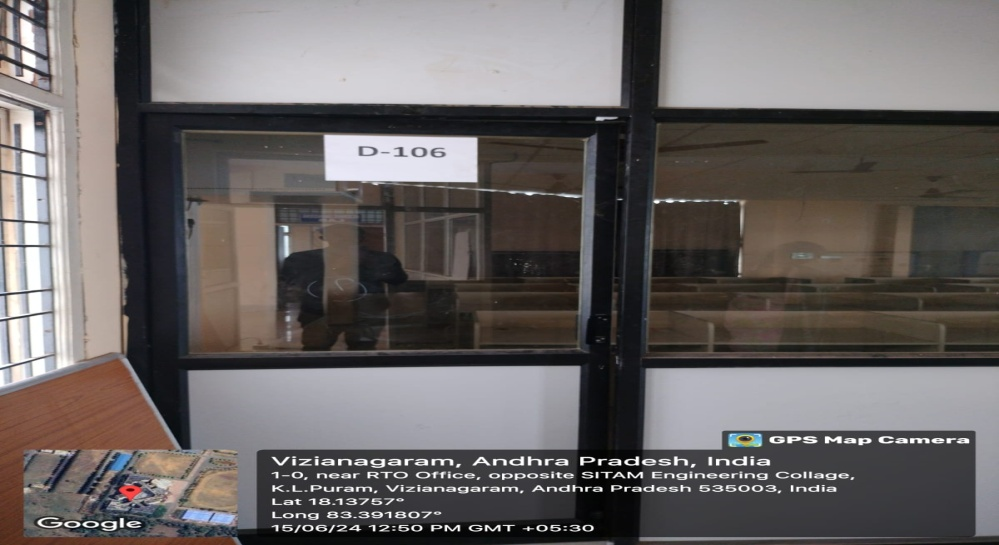 D-106
GPS Map Camera
Vizianagaram, Andhra Pradesh, India
1-0, near RTO Office, opposite SITAM Engineering Collage,
K.L.Puram, Vizianagaram, Andhra Pradesh 535003, India
Lat 18.13757°
Long 83.391807°
15/06/24 12:50 PM GMT +05:30
Google